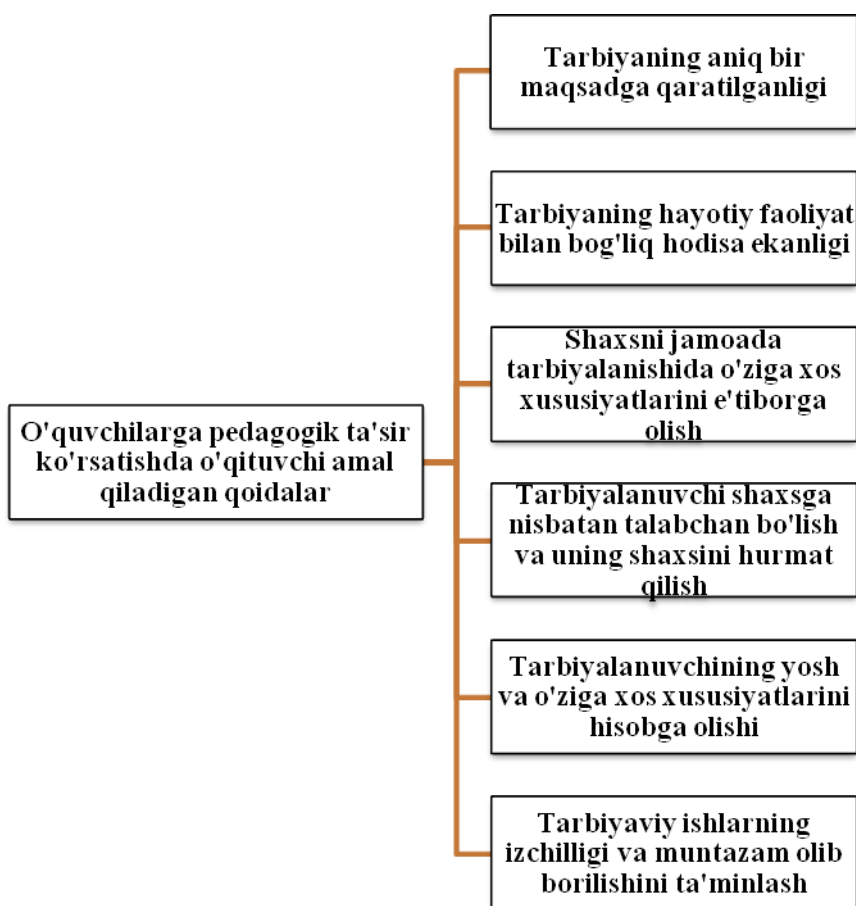 O'quvchilarga pedagogik ta'sir
ko'rsatishda o'qituvchi amal
qiladigan qoidalar
Tarbiyaning aniq bir
maqsadga qaratilganligi
Tarbiyaning hayotiy faoliyat
bilan bog'liq hodisa ekanligi
Shaxsni jamoada
tarbiyalanishida o'ziga xos
xususiyatlarini e'tiborga
olish
Tarbiyalanuvchi shaxsga
nisbatan talabchan bo'lish
va uning shaxsini hurmat
qilish
Tarbiyalanuvchining yosh
va o'ziga xos xususiyatlarini
hisobga olishi
Tarbiyaviy ishlarning
izchilligi va muntazam olib
borilishini ta'minlash